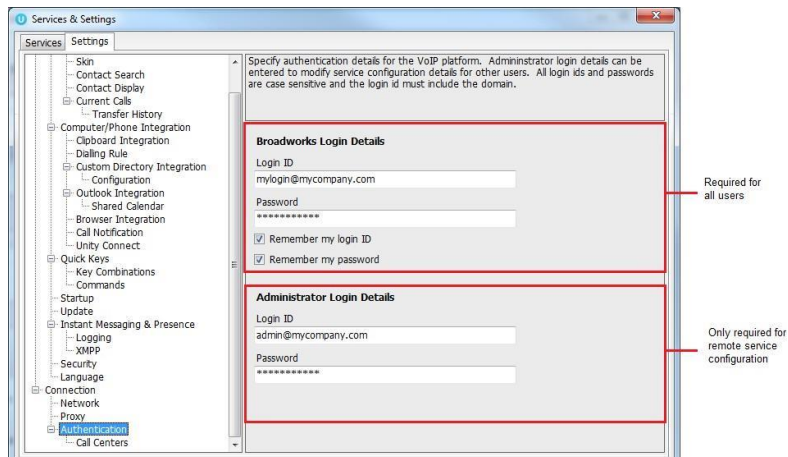 Services & Settings
Services
Settings
Skin
Contact Search
Contact Display
Current Calls
Transfer History
Computer/Phone Integration
Clipboard Integration
Dialling Rule
Custom Directory Integration
Configuration
Outlook Integration
Shared Calendar
Browser Integration
Call Notification
Unity Connect
Quick Keys
Key Combinations
Commands
Startup
Update
Instant Messaging & Presence
Logging
XMPP
Security
Language
Connection
Network
Proxy
Authentication
Call Centers
Specify authentication details for the VoIP platform. Admininstrator login details can be
entered to modify service configuration details for other users. All login ids and passwords
are case sensitive and the login id must include the domain.
Broadworks Login Details
Login ID
mylogin@mycompany.com
Password
***********
Remember my login ID
Remember my password
Administrator Login Details
Login ID
admin@mycompany.com
Password
***********
Required for
all users
Only required for
remote service
configuration